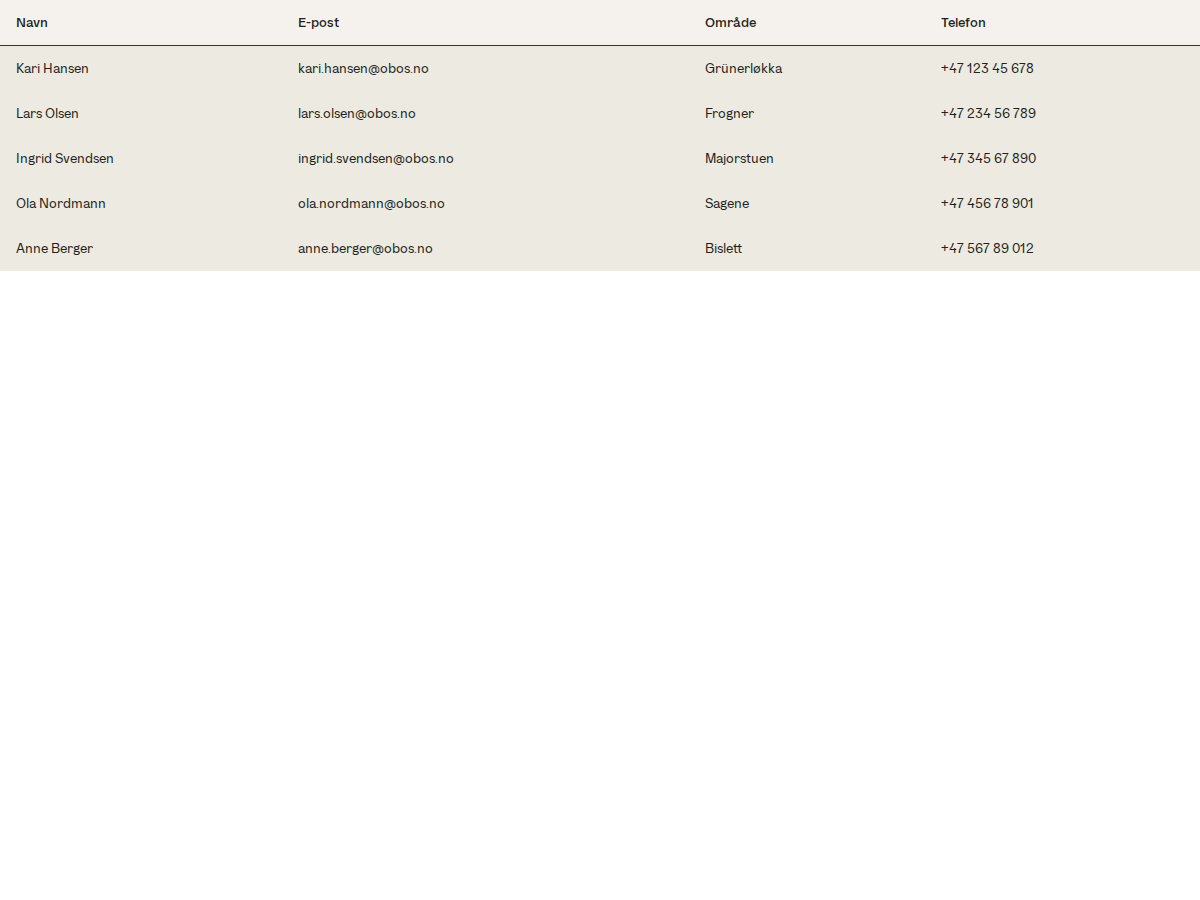 Navn E-post Område Telefon
Kari Hansen kari.hansen@obos.no Grünerløkka +47 123 45 678
Lars Olsen lars.olsen@obos.no Frogner +47 234 56 789
Ingrid Svendsen ingrid.svendsen@obos.no Majorstuen +47 345 67 890
Ola Nordmann ola.nordmann@obos.no Sagene +47 456 78 901
Anne Berger anne.berger@obos.no Bislett +47 567 89 012